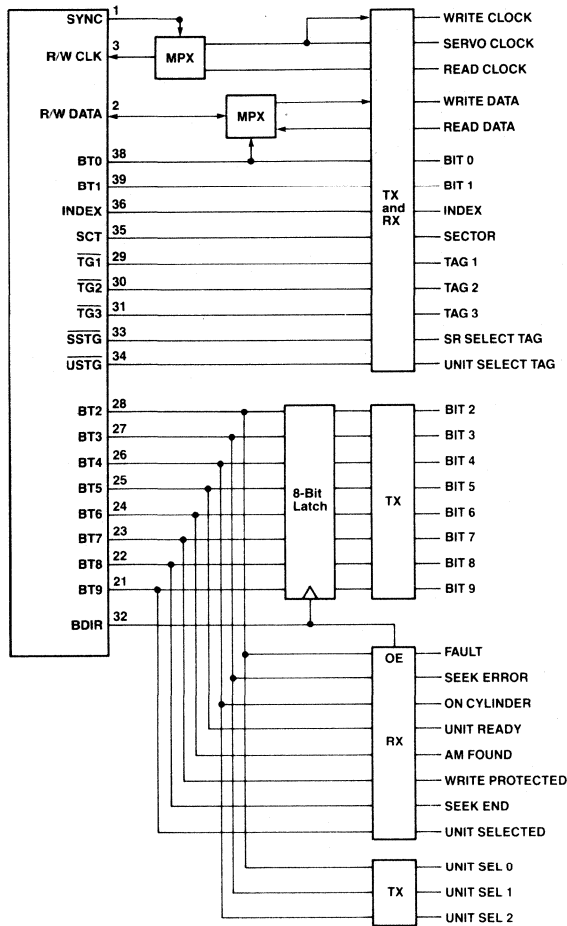 SYNC 1 WRITE CLOCK
R/W CLK 3 MPX SERVO CLOCK
READ CLOCK
R/W DATA 2 MPX WRITE DATA
READ DATA
BT0 38 BIT 0
BT1 39 TX and RX BIT 1
INDEX 36 INDEX
SCT 35 SECTOR
TG1 29 TAG 1
TG2 30 TAG 2
TG3 31 TAG 3
SSTG 33 SR SELECT TAG
USTG 34 UNIT SELECT TAG
BT2 28 BIT 2
BT3 27 BIT 3
BT4 26 BIT 4
BT5 25 8-Bit Latch TX BIT 5
BT6 24 BIT 6
BT7 23 BIT 7
BT8 22 BIT 8
BT9 21 BIT 9
BDIR 32
OE FAULT
SEEK ERROR
ON CYLINDER
RX UNIT READY
AM FOUND
WRITE PROTECTED
SEEK END
UNIT SELECTED
UNIT SEL 0
TX UNIT SEL 1
UNIT SEL 2